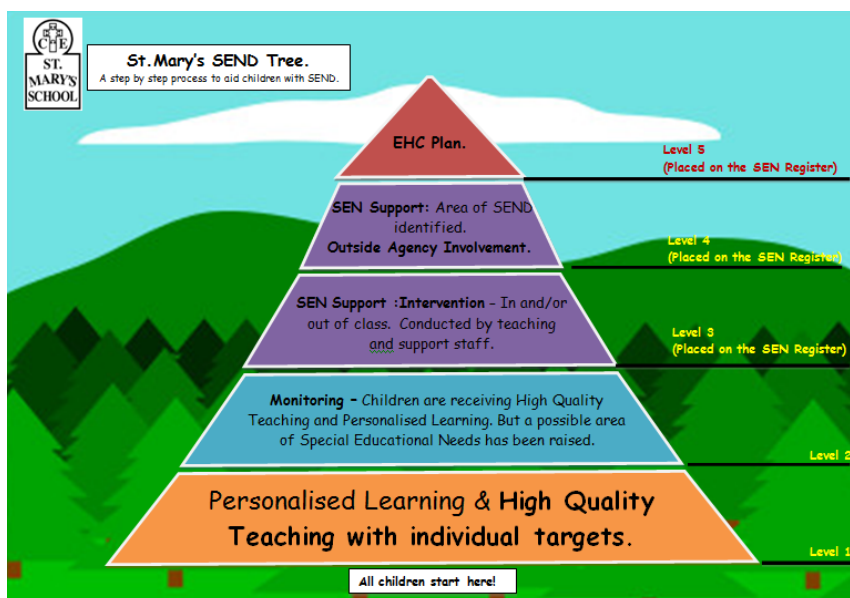 C E
ST.
MARY'S
SCHOOL
St.Mary's SEND Tree.
A step by step process to aid children with SEND.
EHC Plan.
Level 5
(Placed on the SEN Register)
SEN Support: Area of SEND
identified.
Outside Agency Involvement.
Level 4
(Placed on the SEN Register)
SEN Support :Intervention – In and/or
out of class. Conducted by teaching
and support staff.
Level 3
(Placed on the SEN Register)
Monitoring – Children are receiving High Quality
Teaching and Personalised Learning. But a possible area
of Special Educational Needs has been raised.
Level 2
Personalised Learning & High Quality
Teaching with individual targets.
Level 1
All children start here!